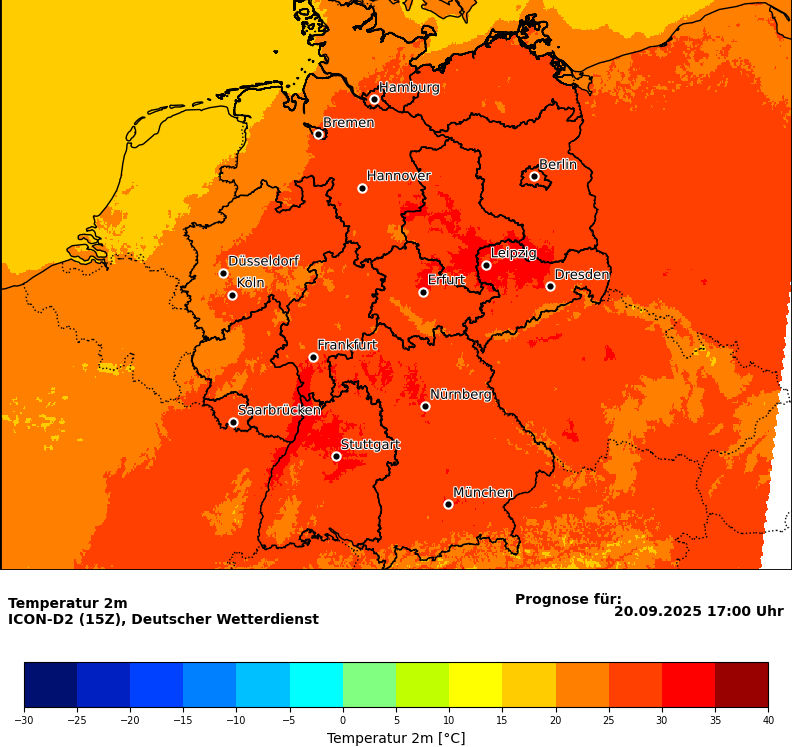 Hamburg
Bremen
Berlin
Hannover
Leipzig
Düsseldorf
Dresden
Köln
Erfurt
Frankfurt
Nürnberg
Saarbrücken
Stuttgart
München
Temperatur 2m
ICON-D2 (15Z), Deutscher Wetterdienst
Prognose für:
20.09.2025 17:00 Uhr
−30 −25 −20 −15 −10 −5 0 5 10 15 20 25 30 35 40
Temperatur 2m [°C]